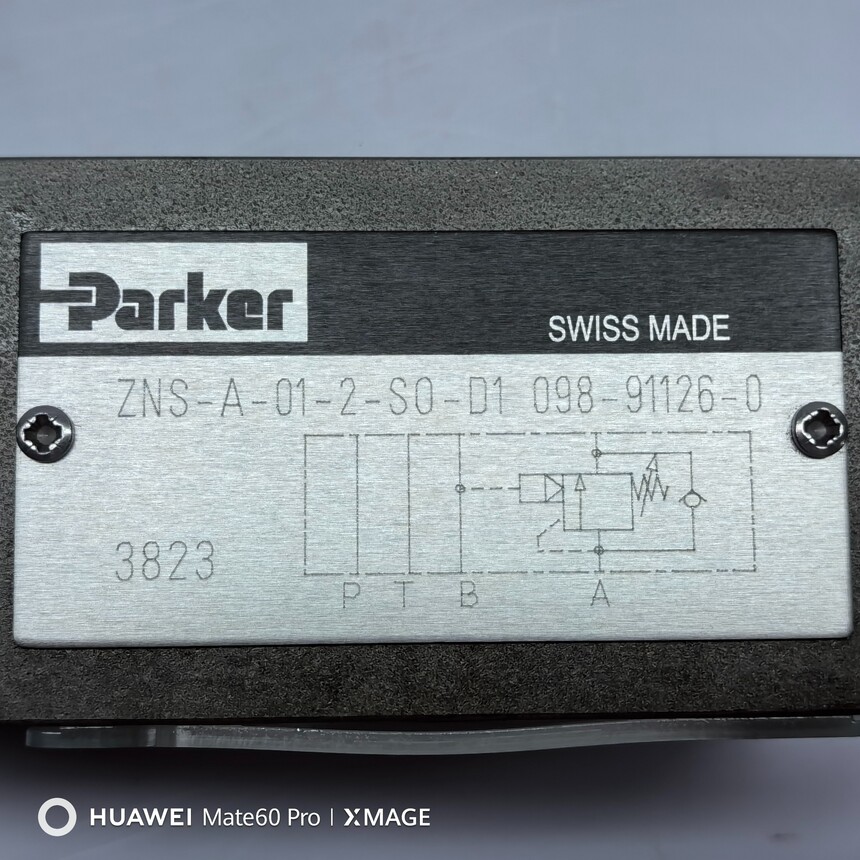 Parker
SWISS MADE
ZNS-A-01-2-S0-D1 098-91126-0
3823
P T B A
HUAWEI Mate60 Pro | XMAGE